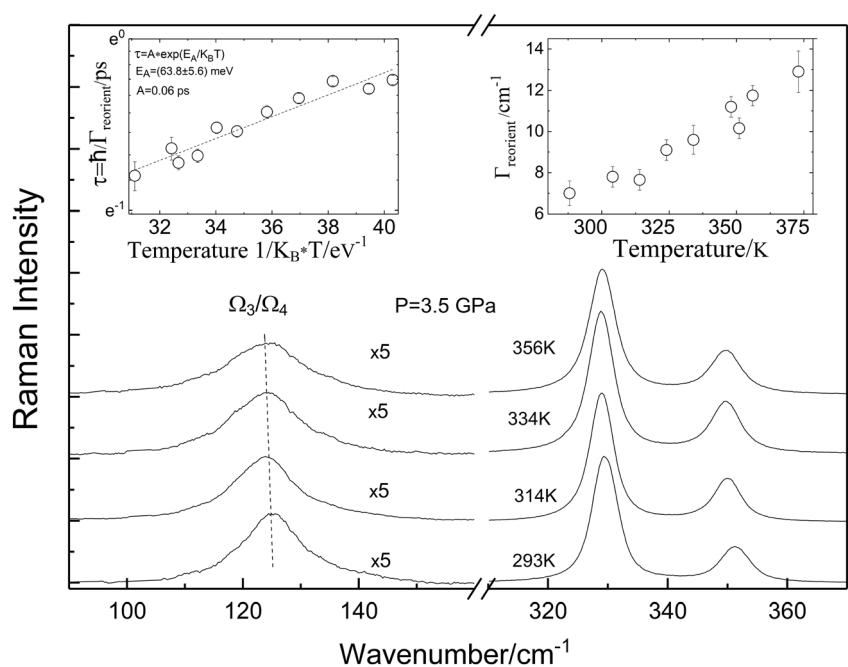 e⁰
τ=A*exp(E_A/K_BT)
E_A=(63.8±5.6) meV
A=0.06 ps
e⁻¹
τ=ħ/Γ_reorient/ps
32 34 36 38 40
Temperature 1/K_B*T/eV⁻¹
14
12
10
8
6
Γ_reorient/cm⁻¹
300 325 350 375
Temperature/K
Ω₃/Ω₄
P=3.5 GPa
x5
356K
x5
334K
x5
314K
x5
293K
Raman Intensity
100 120 140 320 340 360
Wavenumber/cm⁻¹